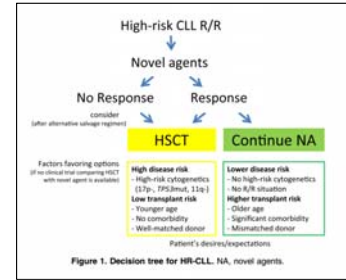 High-risk CLL R/R
Novel agents
No Response
Response
consider
(after alternative salvage regimen)
HSCT
Continue NA
Factors favoring options
(if no clinical trial comparing HSCT
with novel agent is available)
High disease risk
- High-risk cytogenetics
(17p-, TP53mut, 11q-)
Low transplant risk
- Younger age
- No comorbidity
- Well-matched donor
Lower disease risk
- No high-risk cytogenetics
- No R/R situation
Higher transplant risk
- Older age
- Significant comorbidity
- Mismatched donor
Patient's desires/expectations
Figure 1. Decision tree for HR-CLL. NA, novel agents.